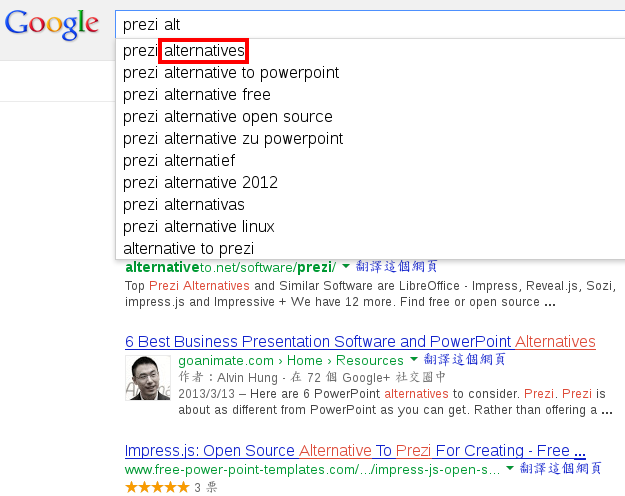 Google
prezi alt
prezi alternatives
prezi alternative to powerpoint
prezi alternative free
prezi alternative open source
prezi alternative zu powerpoint
prezi alternatief
prezi alternative 2012
prezi alternativas
prezi alternative linux
alternative to prezi
alternativeto.net/software/prezi/ 翻譯這個網頁
Top Prezi Alternatives and Similar Software are LibreOffice - Impress, Reveal.js, Sozi,
impress.js and Impressive + We have 12 more. Find free or open source ...
6 Best Business Presentation Software and PowerPoint Alternatives
goanimate.com › Home › Resources 翻譯這個網頁
作者：Alvin Hung - 在 72 個 Google+ 社交圈中
2013/3/13 – Here are 6 PowerPoint alternatives to consider. Prezi. Prezi is
about as different from PowerPoint as you can get. Rather than offering a ...
Impress.js: Open Source Alternative To Prezi For Creating - Free ...
www.free-power-point-templates.com/.../impress-js-open-s... 翻譯這個網頁
★★★★★ 3 票